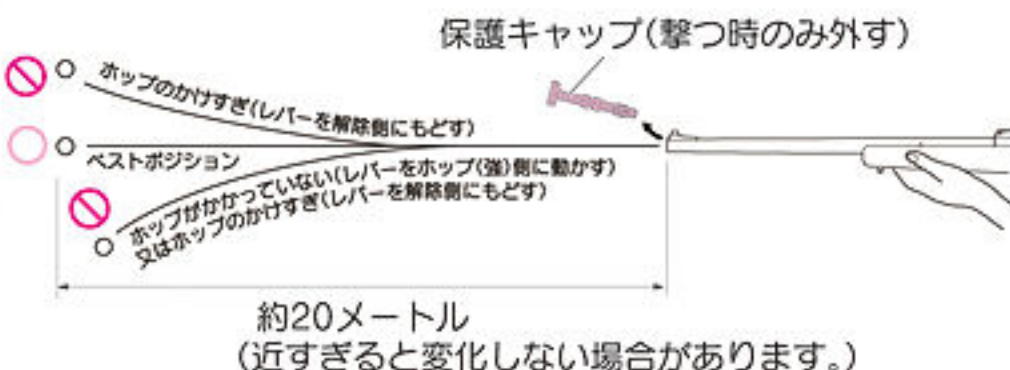 保護キャップ(撃つ時のみ外す)
ホップのかけすぎ(レバーを解除側にもどす)
ベストポジション
ホップがかかっていない(レバーをホップ(強)側に動かす)
又はホップのかけすぎ(レバーを解除側にもどす)
約20メートル
(近すぎると変化しない場合があります。)